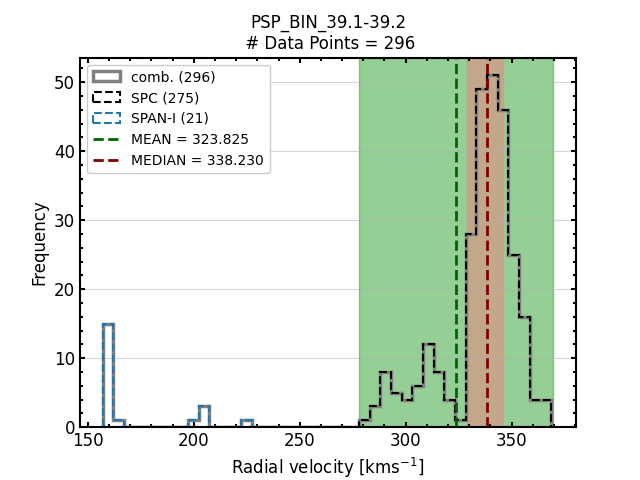 PSP_BIN_39.1-39.2
# Data Points = 296
comb. (296)
SPC (275)
SPAN-I (21)
MEAN = 323.825
MEDIAN = 338.230
Frequency
50
40
30
20
10
0
150 200 250 300 350
Radial velocity [kms⁻¹]